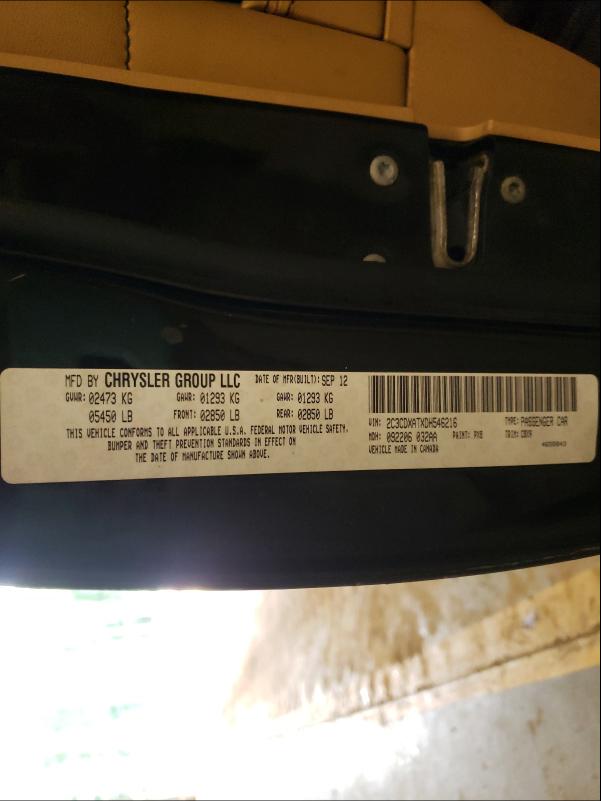 MFD BY CHRYSLER GROUP LLC DATE OF MFR(BUILT): SEP 12
GVWR: 02473 KG GAWR: 01293 KG GAWR: 01293 KG
05450 LB FRONT: 02850 LB REAR: 02850 LB
THIS VEHICLE CONFORMS TO ALL APPLICABLE U.S.A. FEDERAL MOTOR VEHICLE SAFETY,
BUMPER AND THEFT PREVENTION STANDARDS IN EFFECT ON
THE DATE OF MANUFACTURE SHOWN ABOVE.
VIN: 2C3CDXATXDH546216 TYPE: PASSENGER CAR
MDH: 092206 032AA PAINT: PX8 TRIM: CBX9
VEHICLE MADE IN CANADA